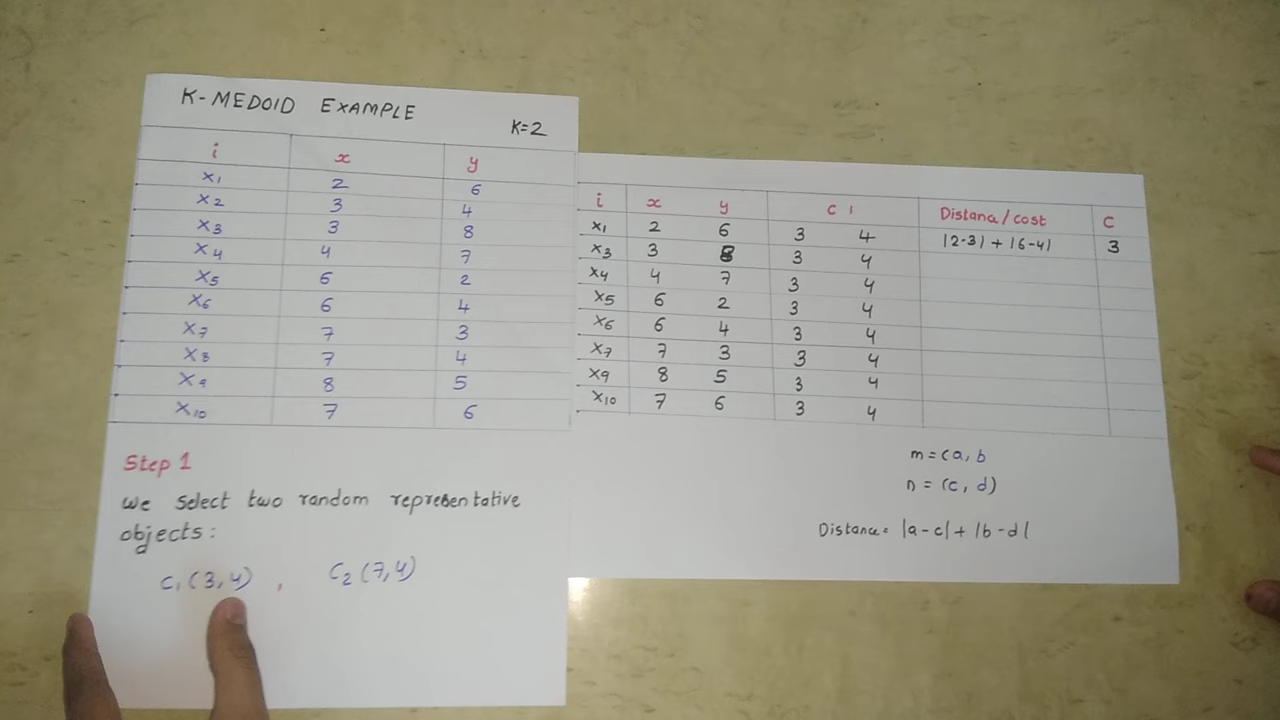 K-MEDOID EXAMPLE
K=2
i x y
x1 2 6
x2 3 4
x3 3 8
x4 4 7
x5 6 2
x6 6 4
x7 7 3
x8 7 4
x9 8 5
x10 7 6
Step 1
we select two random representative
objects:
C1(3,4) , C2(7,4)
i x y C1 Distana/cost C
x1 2 6 3 4 |2-3|+|6-4| 3
x3 3 8 3 4
x4 4 7 3 4
x5 6 2 3 4
x6 6 4 3 4
x7 7 3 3 4
x9 8 5 3 4
x10 7 6 3 4
m=(a,b
n=(c,d)
Distance=|a-c|+|b-d|